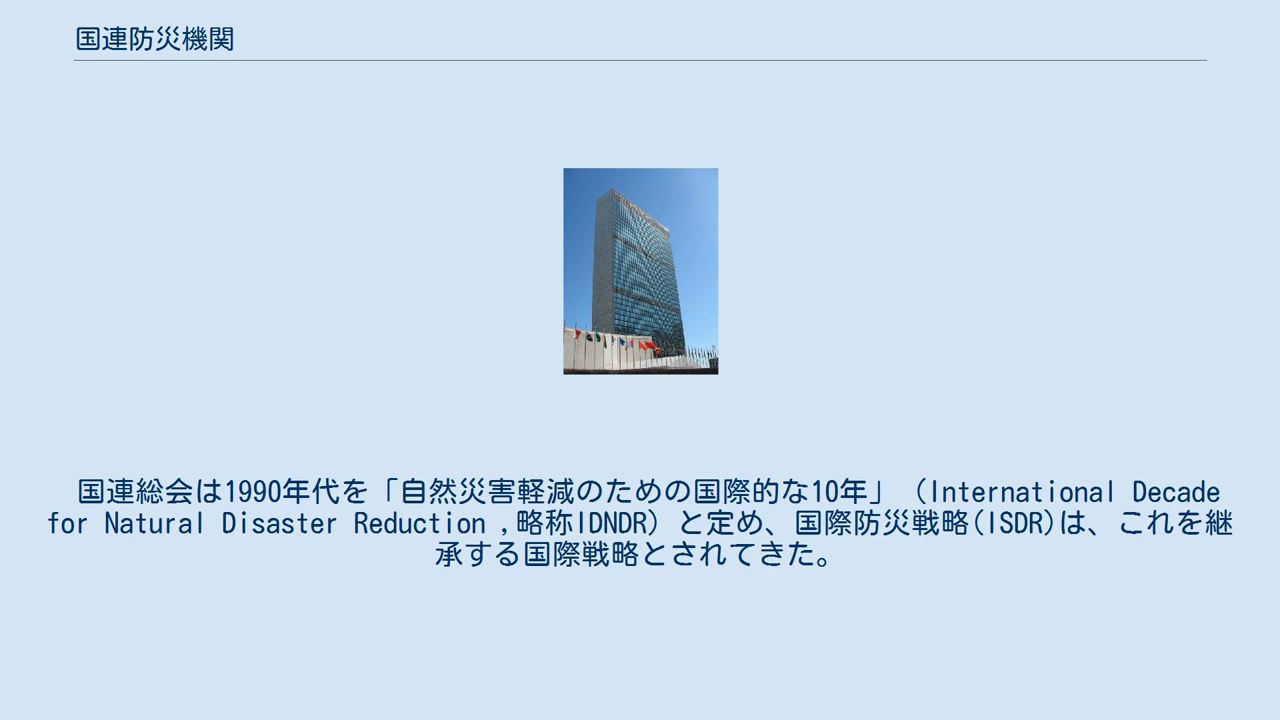 国連防災機関
国連総会は1990年代を「自然災害軽減のための国際的な10年」（International Decade
for Natural Disaster Reduction ,略称IDNDR）と定め、国際防災戦略(ISDR)は、これを継
承する国際戦略とされてきた。